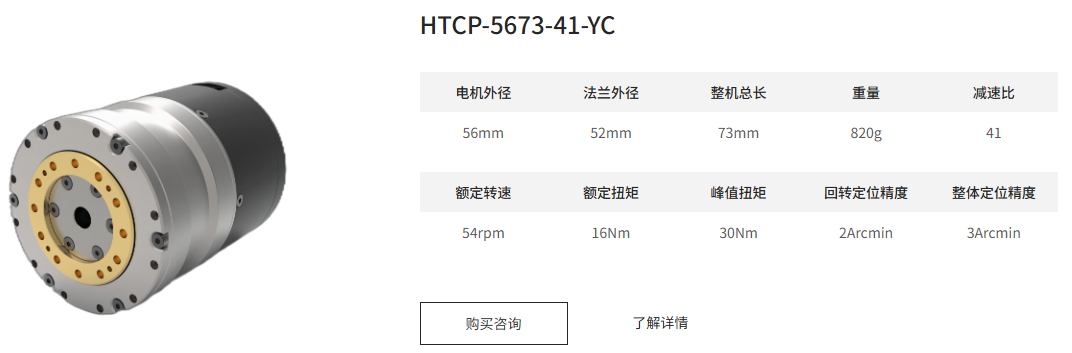 HTCP-5673-41-YC
电机外径 法兰外径 整机总长 重量 减速比
56mm 52mm 73mm 820g 41
额定转速 额定扭矩 峰值扭矩 回转定位精度 整体定位精度
54rpm 16Nm 30Nm 2Arcmin 3Arcmin
购买咨询 了解详情